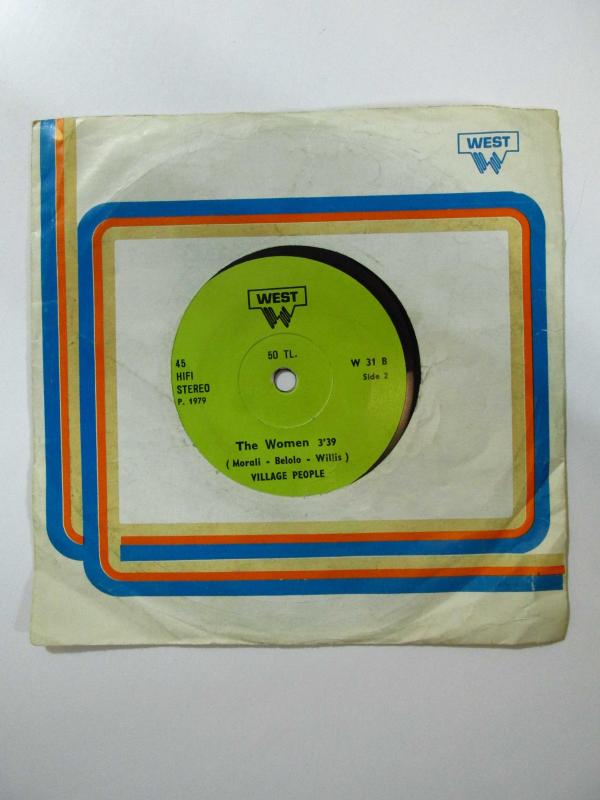 WEST
WEST
50 TL.
45
HIFI
STEREO
P. 1979
W 31 B
Side 2
The Women 3'39
( Morali - Belolo - Willis )
VILLAGE PEOPLE